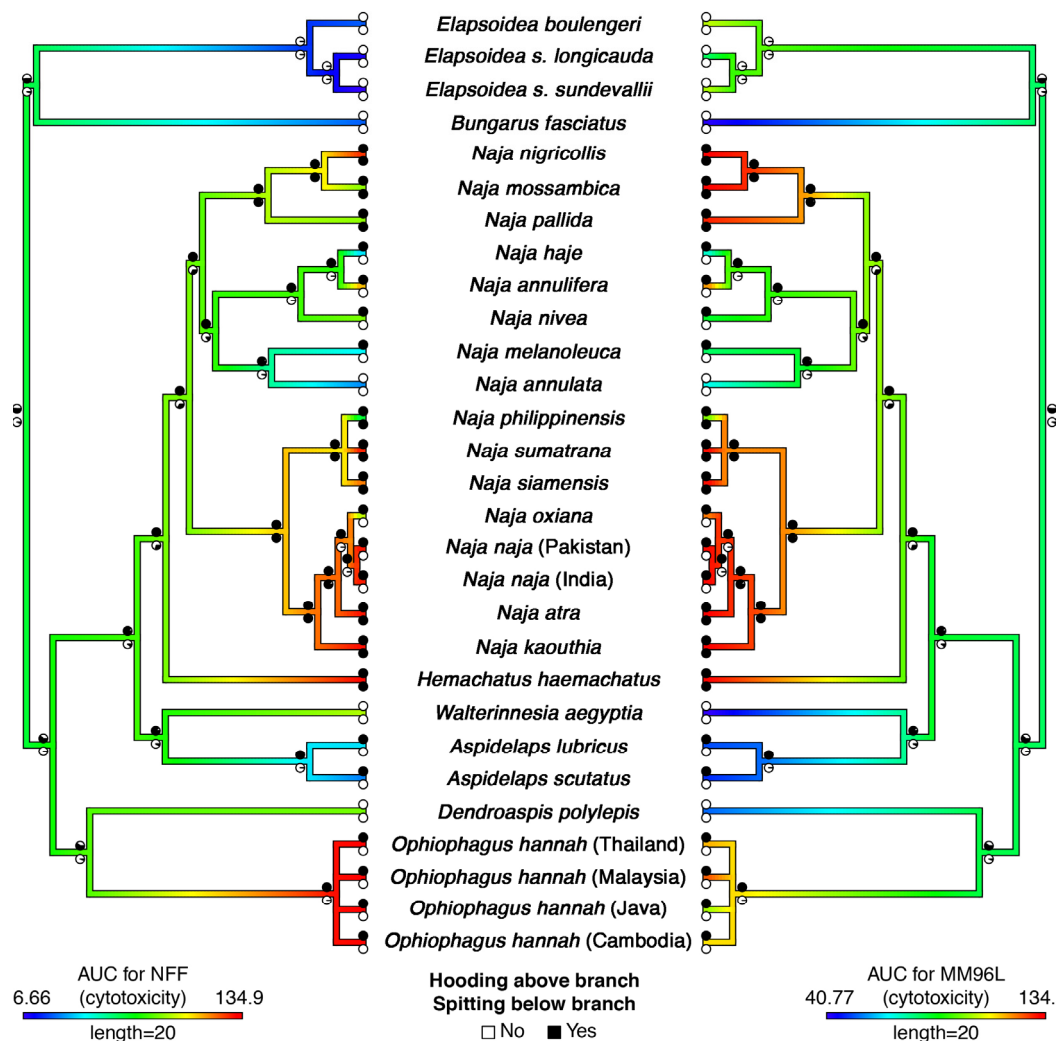 Elapsoidea boulengeri
Elapsoidea s. longicauda
Elapsoidea s. sundevallii
Bungarus fasciatus
Naja nigricollis
Naja mossambica
Naja pallida
Naja haje
Naja annulifera
Naja nivea
Naja melanoleuca
Naja annulata
Naja philippinensis
Naja sumatrana
Naja siamensis
Naja oxiana
Naja naja (Pakistan)
Naja naja (India)
Naja atra
Naja kaouthia
Hemachatus haemachatus
Walterinnesia aegyptia
Aspidelaps lubricus
Aspidelaps scutatus
Dendroaspis polylepis
Ophiophagus hannah (Thailand)
Ophiophagus hannah (Malaysia)
Ophiophagus hannah (Java)
Ophiophagus hannah (Cambodia)
AUC for NFF
6.66 (cytotoxicity) 134.9
length=20
Hooding above branch
Spitting below branch
No Yes
AUC for MM96L
40.77 (cytotoxicity) 134.
length=20